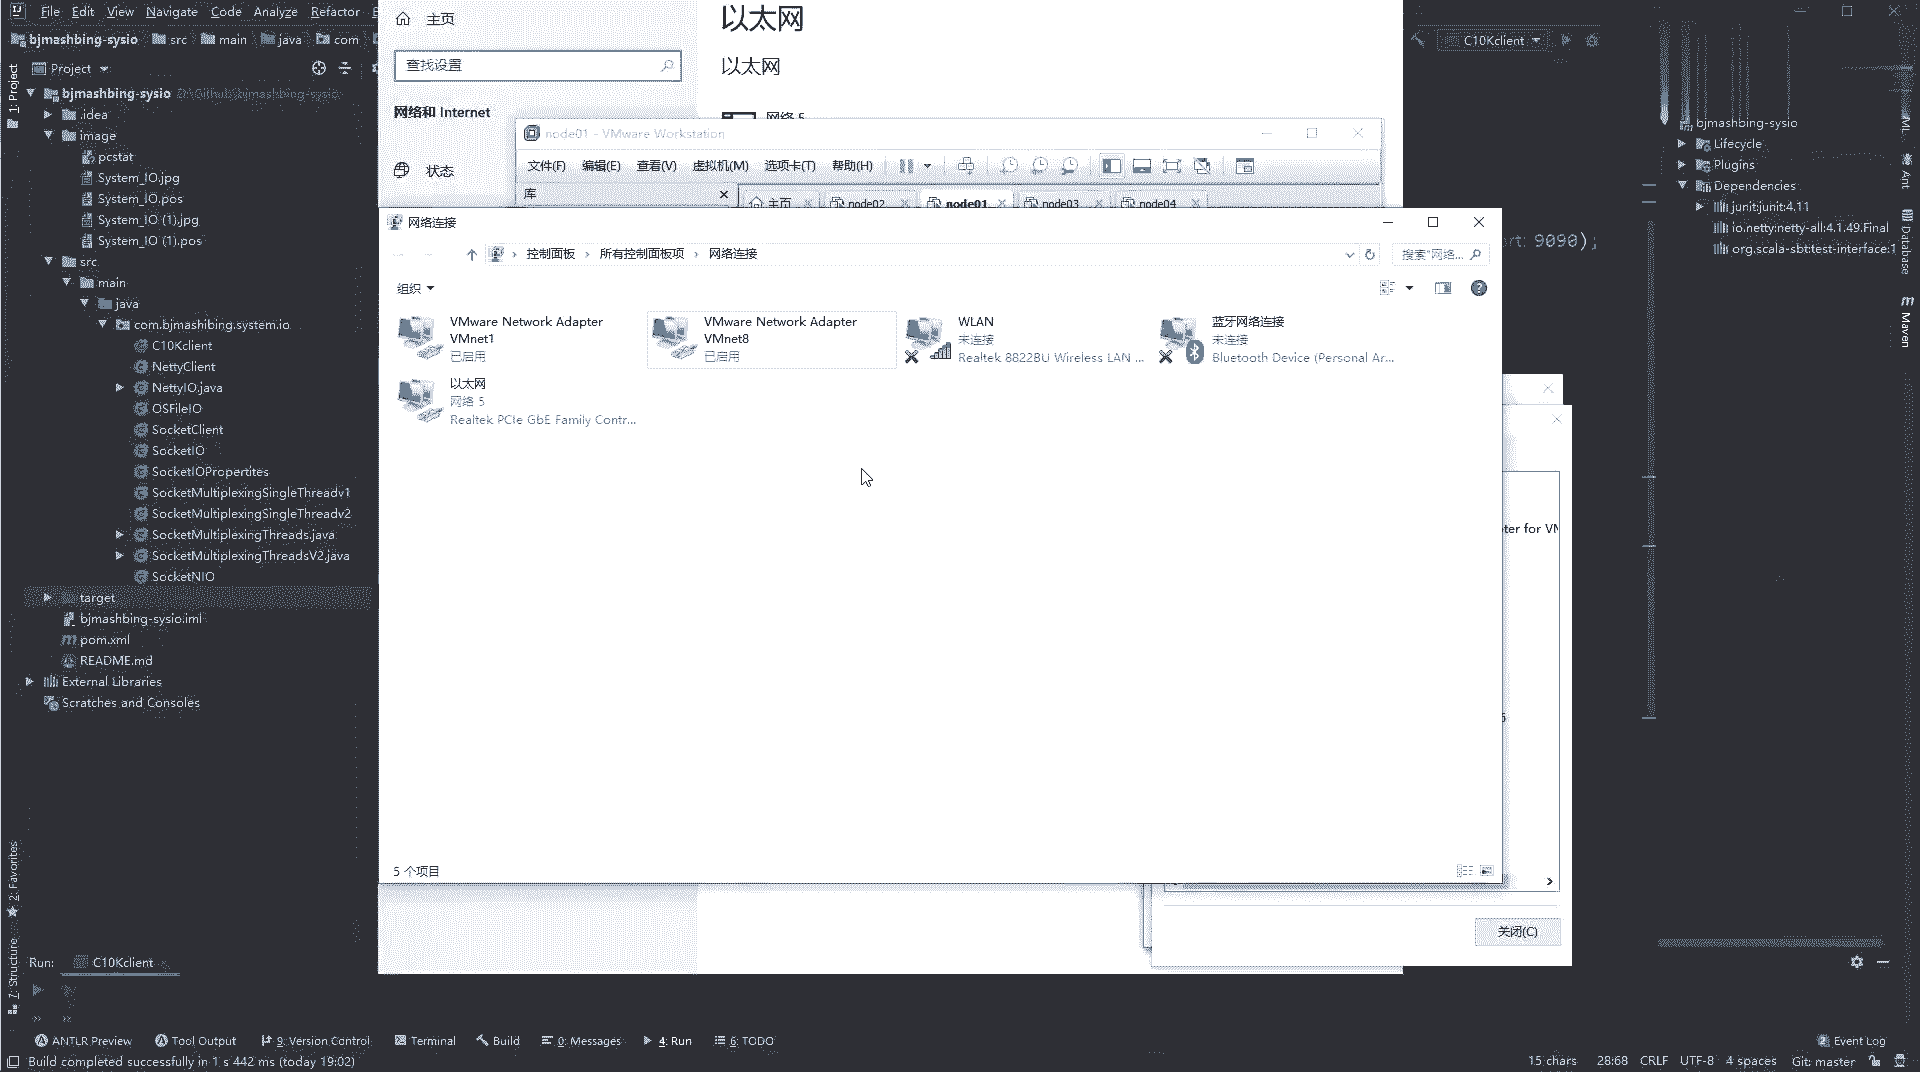 File Edit View Navigate Code Analyze Refactor
bjmashbing-sysio src main java com
Project
1: Project
bjmashbing-sysio D:\Github\bjmashbing-sysio
.idea
image
pcstat
System_IO.jpg
System_IO.pos
System_IO (1).jpg
System_IO (1).pos
src
main
java
com.bjmashibing.system.io
C10Kclient
NettyClient
NettyIO.java
OSFileIO
SocketClient
SocketIO
SocketIOPropertites
SocketMultiplexingSingleThreadv1
SocketMultiplexingSingleThreadv2
SocketMultiplexingThreads.java
SocketMultiplexingThreadsV2.java
SocketNIO
target
bjmashbing-sysio.iml
pom.xml
README.md
External Libraries
Scratches and Consoles
2: Favorites
7: Structure
主页
查找设置
网络和 Internet
状态
以太网
以太网
网络 5
node01 - VMware Workstation
文件(F) 编辑(E) 查看(V) 虚拟机(M) 选项卡(T) 帮助(H)
库
主页 node02 node01 node03 node04
网络连接
控制面板 › 所有控制面板项 › 网络连接
搜索"网络...
组织
VMware Network Adapter
VMnet1
已启用
VMware Network Adapter
VMnet8
已启用
WLAN
未连接
Realtek 8822BU Wireless LAN ...
蓝牙网络连接
未连接
Bluetooth Device (Personal Ar...
以太网
网络 5
Realtek PCIe GbE Family Contr...
5 个项目
C10Kclient
port: 9090);
ter for VM
关闭(C)
bjmashbing-sysio
Lifecycle
Plugins
Dependencies
junit:junit:4.11
io.netty:netty-all:4.1.49.Final
org.scala-sbt:test-interface:1
Ant
Database
Maven
Run: C10Kclient
ANTLR Preview Tool Output 9: Version Control Terminal Build 0: Messages 4: Run 6: TODO
Event Log
Build completed successfully in 1 s 442 ms (today 19:02)
15 chars 28:68 CRLF UTF-8 4 spaces Git: master